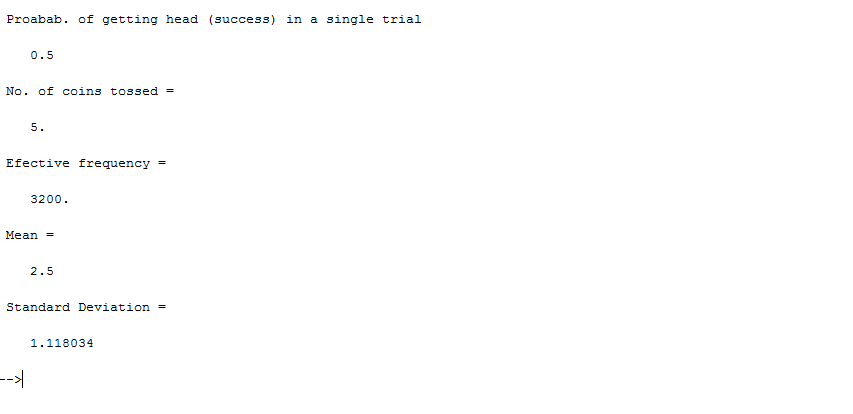 Proabab. of getting head (success) in a single trial
0.5
No. of coins tossed =
5.
Efective frequency =
3200.
Mean =
2.5
Standard Deviation =
1.118034
-->